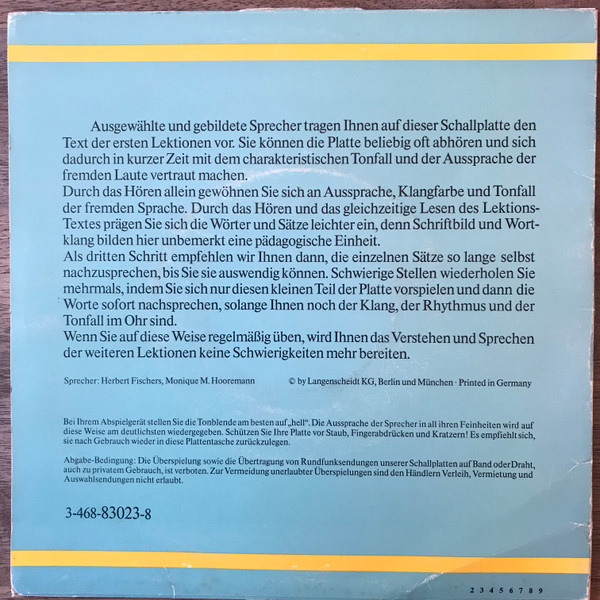 Ausgewählte und gebildete Sprecher tragen Ihnen auf dieser Schallplatte den
Text der ersten Lektionen vor. Sie können die Platte beliebig oft abhören und sich
dadurch in kurzer Zeit mit dem charakteristischen Tonfall und der Aussprache der
fremden Laute vertraut machen.
Durch das Hören allein gewöhnen Sie sich an Aussprache, Klangfarbe und Tonfall
der fremden Sprache. Durch das Hören und das gleichzeitige Lesen des Lektions-
Textes prägen Sie sich die Wörter und Sätze leichter ein, denn Schriftbild und Wort-
klang bilden hier unbemerkt eine pädagogische Einheit.
Als dritten Schritt empfehlen wir Ihnen dann, die einzelnen Sätze so lange selbst
nachzusprechen, bis Sie sie auswendig können. Schwierige Stellen wiederholen Sie
mehrmals, indem Sie sich nur diesen kleinen Teil der Platte vorspielen und dann die
Worte sofort nachsprechen, solange Ihnen noch der Klang, der Rhythmus und der
Tonfall im Ohr sind.
Wenn Sie auf diese Weise regelmäßig üben, wird Ihnen das Verstehen und Sprechen
der weiteren Lektionen keine Schwierigkeiten mehr bereiten.
Sprecher: Herbert Fischers, Monique M. Hooremann © by Langenscheidt KG, Berlin und München · Printed in Germany
Bei Ihrem Abspielgerät stellen Sie die Tonblende am besten auf „hell“. Die Aussprache der Sprecher in all ihren Feinheiten wird auf
diese Weise am deutlichsten wiedergegeben. Schützen Sie Ihre Platte vor Staub, Fingerabdrücken und Kratzern! Es empfiehlt sich,
sie nach Gebrauch wieder in diese Plattentasche zurückzulegen.
Abgabe-Bedingung: Die Überspielung sowie die Übertragung von Rundfunksendungen unserer Schallplatten auf Band oder Draht,
auch zu privatem Gebrauch, ist verboten. Zur Vermeidung unerlaubter Überspielungen sind den Händlern Verleih, Vermietung und
Auswahlsendungen nicht erlaubt.
3-468-83023-8
2 3 4 5 6 7 8 9